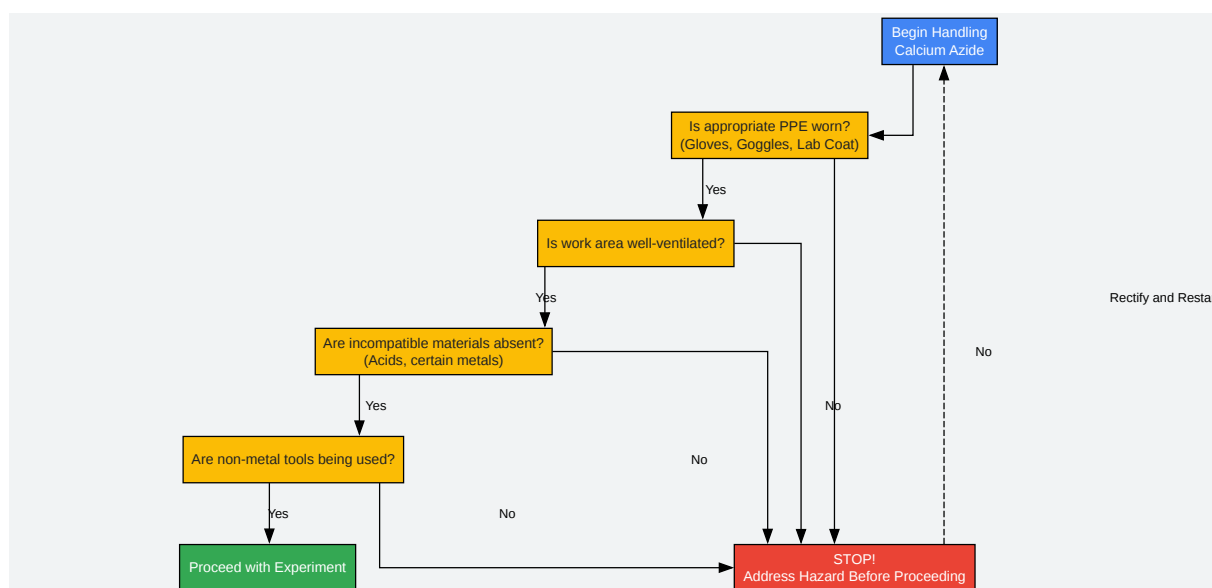 Begin Handling
Calcium Azide
Is appropriate PPE worn?
(Gloves, Goggles, Lab Coat)
Yes
Is work area well-ventilated?
Yes
Rectify and Resta
Are incompatible materials absent?
(Acids, certain metals)
No
Yes
No
Are non-metal tools being used?
No
Yes
No
Proceed with Experiment
STOP!
Address Hazard Before Proceeding